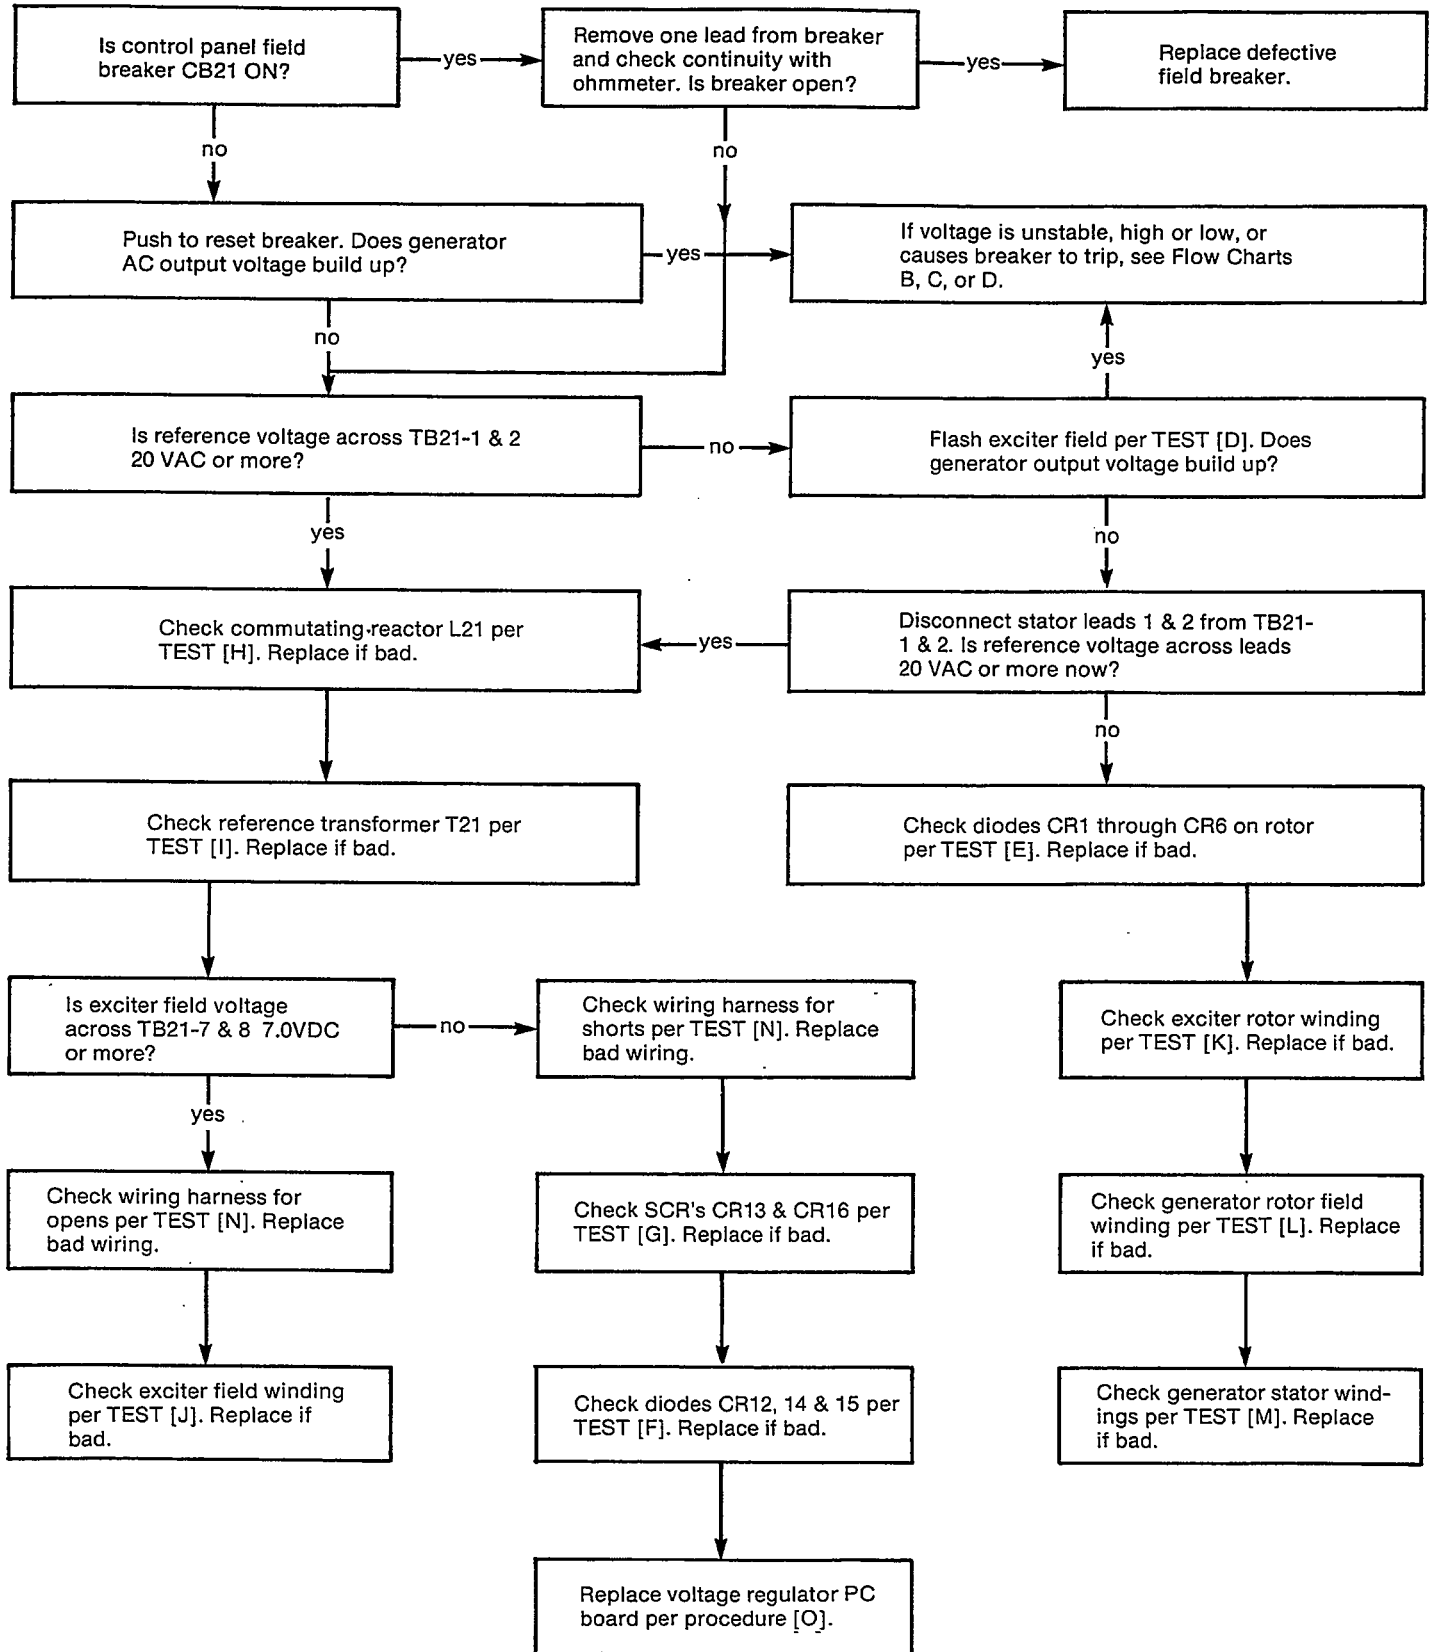 Is control panel field
breaker CB21 ON?
yes
Remove one lead from breaker
and check continuity with
ohmmeter. Is breaker open?
yes
Replace defective
field breaker.
no
no
Push to reset breaker. Does generator
AC output voltage build up?
yes
If voltage is unstable, high or low, or
causes breaker to trip, see Flow Charts
B, C, or D.
no
yes
Is reference voltage across TB21-1 & 2
20 VAC or more?
no
Flash exciter field per TEST [D]. Does
generator output voltage build up?
yes
no
Check commutating reactor L21 per
TEST [H]. Replace if bad.
yes
Disconnect stator leads 1 & 2 from TB21-
1 & 2. Is reference voltage across leads
20 VAC or more now?
no
Check reference transformer T21 per
TEST [I]. Replace if bad.
Check diodes CR1 through CR6 on rotor
per TEST [E]. Replace if bad.
Is exciter field voltage
across TB21-7 & 8 7.0VDC
or more?
no
Check wiring harness for
shorts per TEST [N]. Replace
bad wiring.
Check exciter rotor winding
per TEST [K]. Replace if bad.
yes
Check wiring harness for
opens per TEST [N]. Replace
bad wiring.
Check SCR's CR13 & CR16 per
TEST [G]. Replace if bad.
Check generator rotor field
winding per TEST [L]. Replace
if bad.
Check exciter field winding
per TEST [J]. Replace if
bad.
Check diodes CR12, 14 & 15 per
TEST [F]. Replace if bad.
Check generator stator wind-
ings per TEST [M]. Replace
if bad.
Replace voltage regulator PC
board per procedure [O].